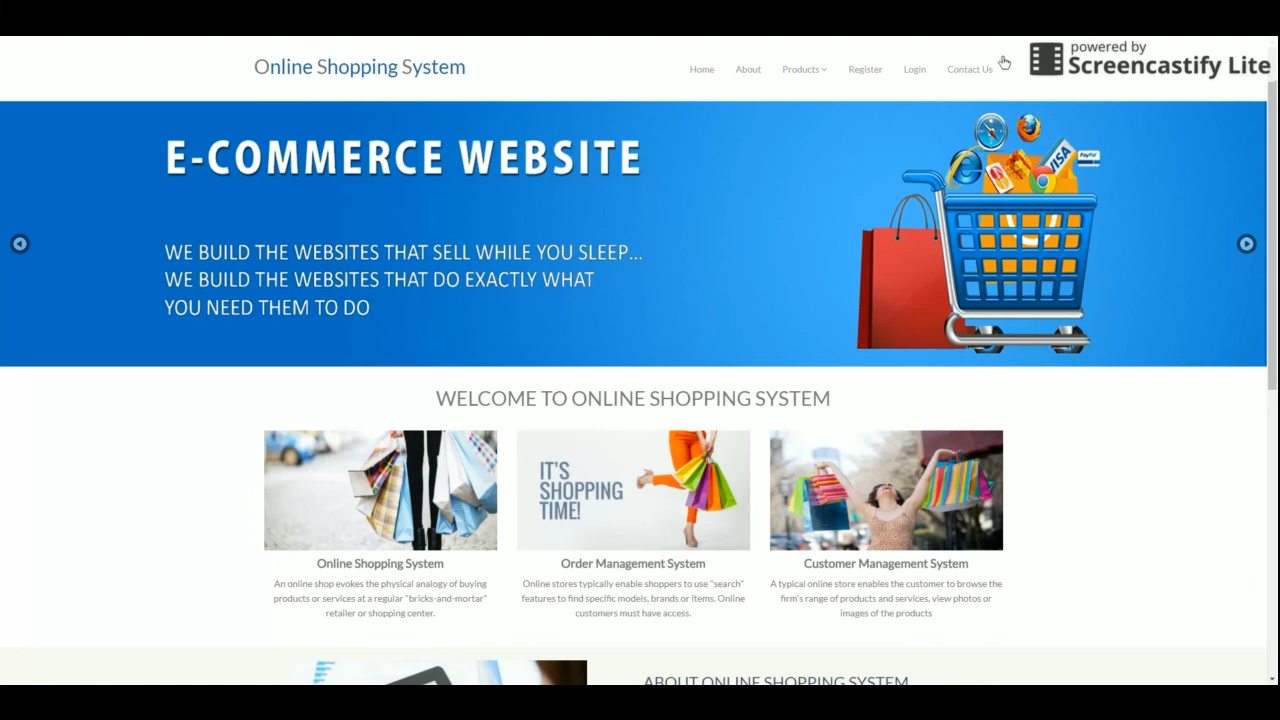 powered by
Screencastify Lite
Online Shopping System
Home About Products Register Login Contact Us
E-COMMERCE WEBSITE
WE BUILD THE WEBSITES THAT SELL WHILE YOU SLEEP...
WE BUILD THE WEBSITES THAT DO EXACTLY WHAT
YOU NEED THEM TO DO
VISA
PayPal
WELCOME TO ONLINE SHOPPING SYSTEM
IT'S
SHOPPING
TIME!
Online Shopping System
An online shop evokes the physical analogy of buying
products or services at a regular "bricks-and-mortar"
retailer or shopping center.
Order Management System
Online stores typically enable shoppers to use "search"
features to find specific models, brands or items. Online
customers must have access.
Customer Management System
A typical online store enables the customer to browse the
firm's range of products and services, view photos or
images of the products
ABOUT ONLINE SHOPPING SYSTEM